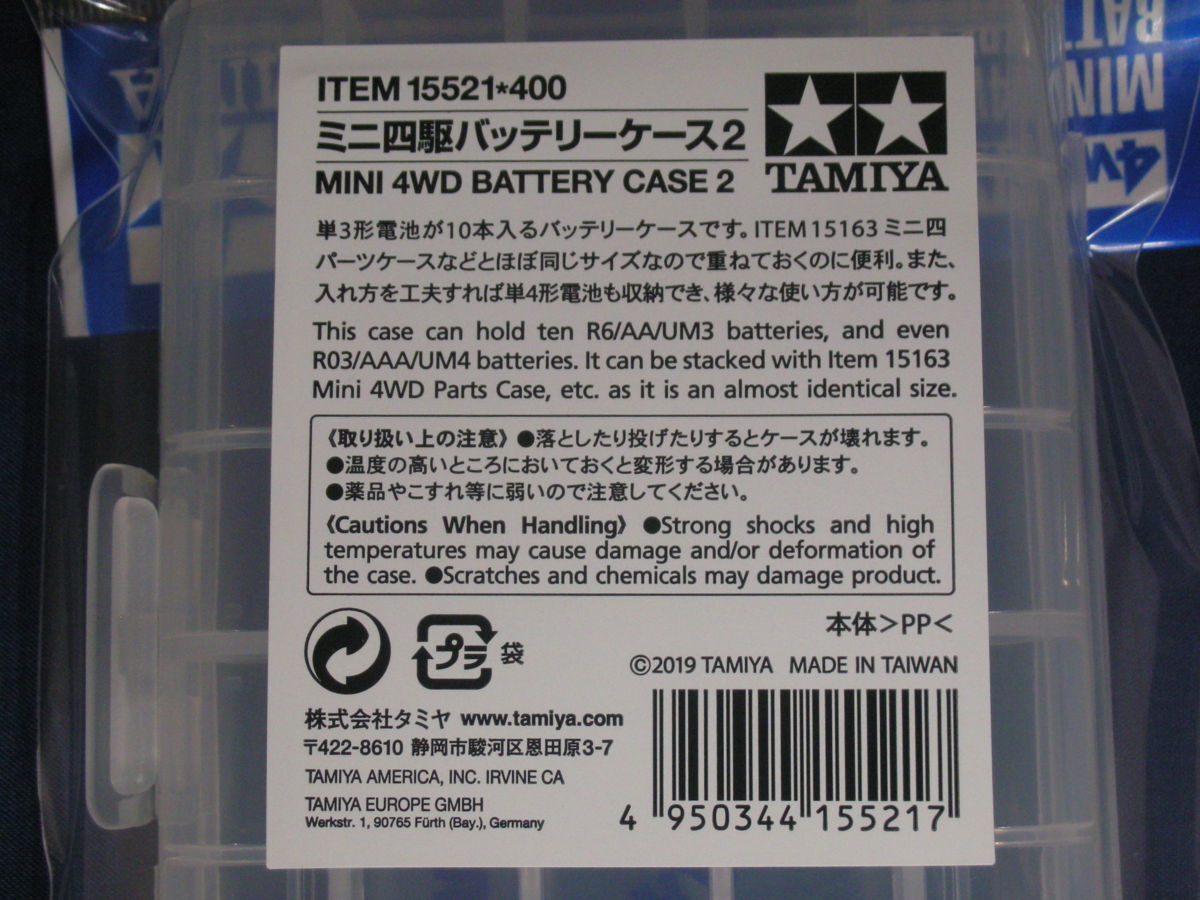 ITEM 15521*400
ミニ四駆バッテリーケース2
MINI 4WD BATTERY CASE 2
TAMIYA
単3形電池が10本入るバッテリーケースです。ITEM 15163 ミニ四
パーツケースなどとほぼ同じサイズなので重ねておくのに便利。また、
入れ方を工夫すれば単4形電池も収納でき、様々な使い方が可能です。
This case can hold ten R6/AA/UM3 batteries, and even
R03/AAA/UM4 batteries. It can be stacked with Item 15163
Mini 4WD Parts Case, etc. as it is an almost identical size.
《取り扱い上の注意》 ●落としたり投げたりするとケースが壊れます。
●温度の高いところにおいておくと変形する場合があります。
●薬品やこすれ等に弱いので注意してください。
《Cautions When Handling》 ●Strong shocks and high
temperatures may cause damage and/or deformation of
the case. ●Scratches and chemicals may damage product.
プラ 袋
本体>PP<
©2019 TAMIYA MADE IN TAIWAN
株式会社タミヤ www.tamiya.com
〒422-8610 静岡市駿河区恩田原3-7
TAMIYA AMERICA, INC. IRVINE CA
TAMIYA EUROPE GMBH
Werkstr. 1, 90765 Fürth (Bay.), Germany
4 950344 155217
MINI
4W